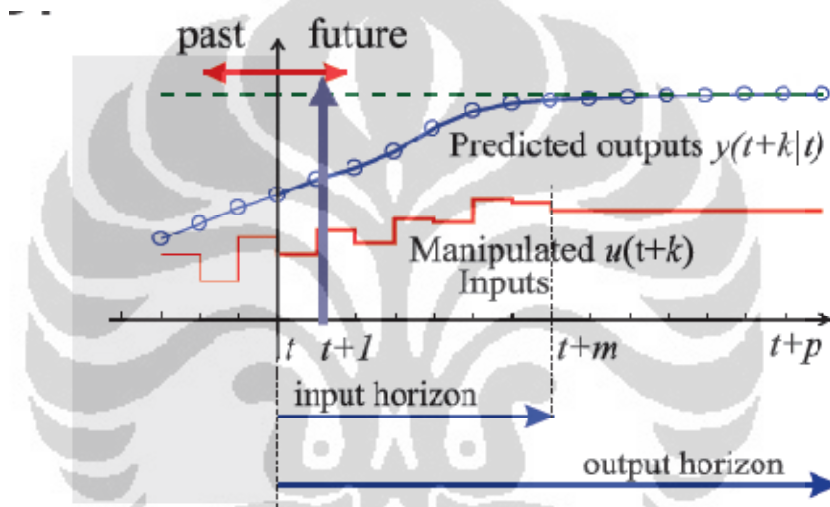 past future
Predicted outputs y(t+k|t)
Manipulated u(t+k)
Inputs
t t+1 t+m t+p
input horizon
output horizon